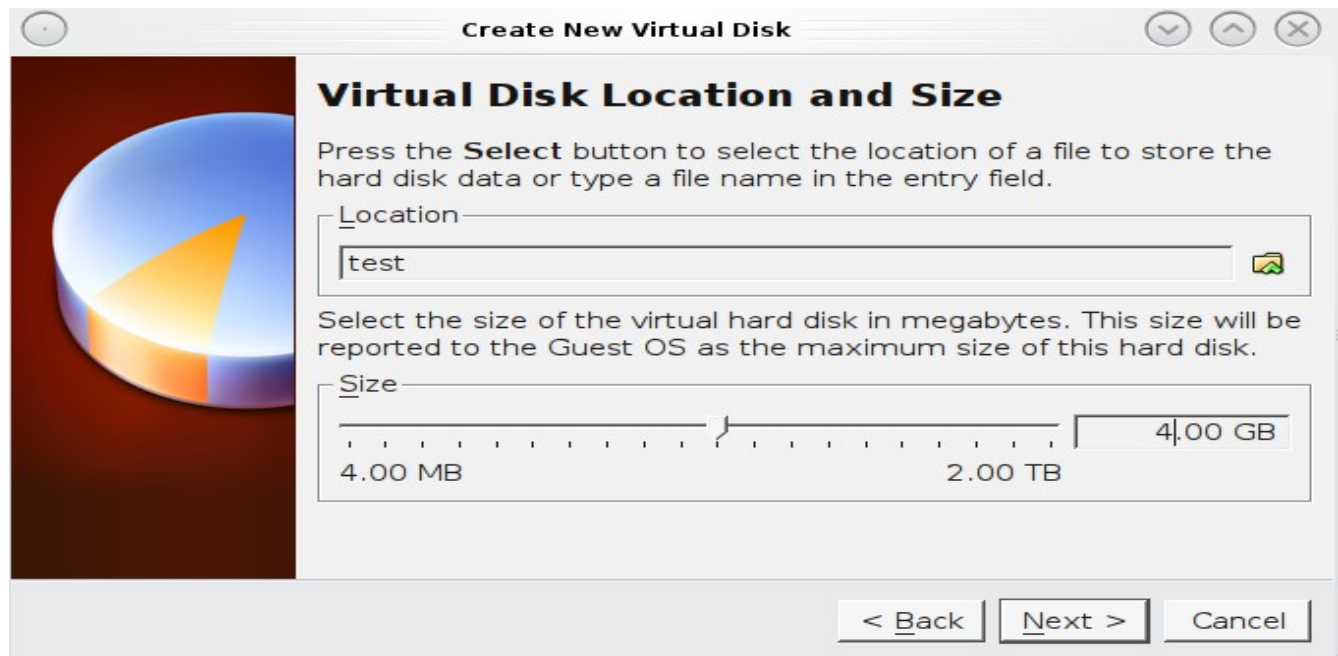 Create New Virtual Disk
Virtual Disk Location and Size
Press the Select button to select the location of a file to store the
hard disk data or type a file name in the entry field.
Location
test
Select the size of the virtual hard disk in megabytes. This size will be
reported to the Guest OS as the maximum size of this hard disk.
Size
4.00 GB
4.00 MB 2.00 TB
< Back Next > Cancel